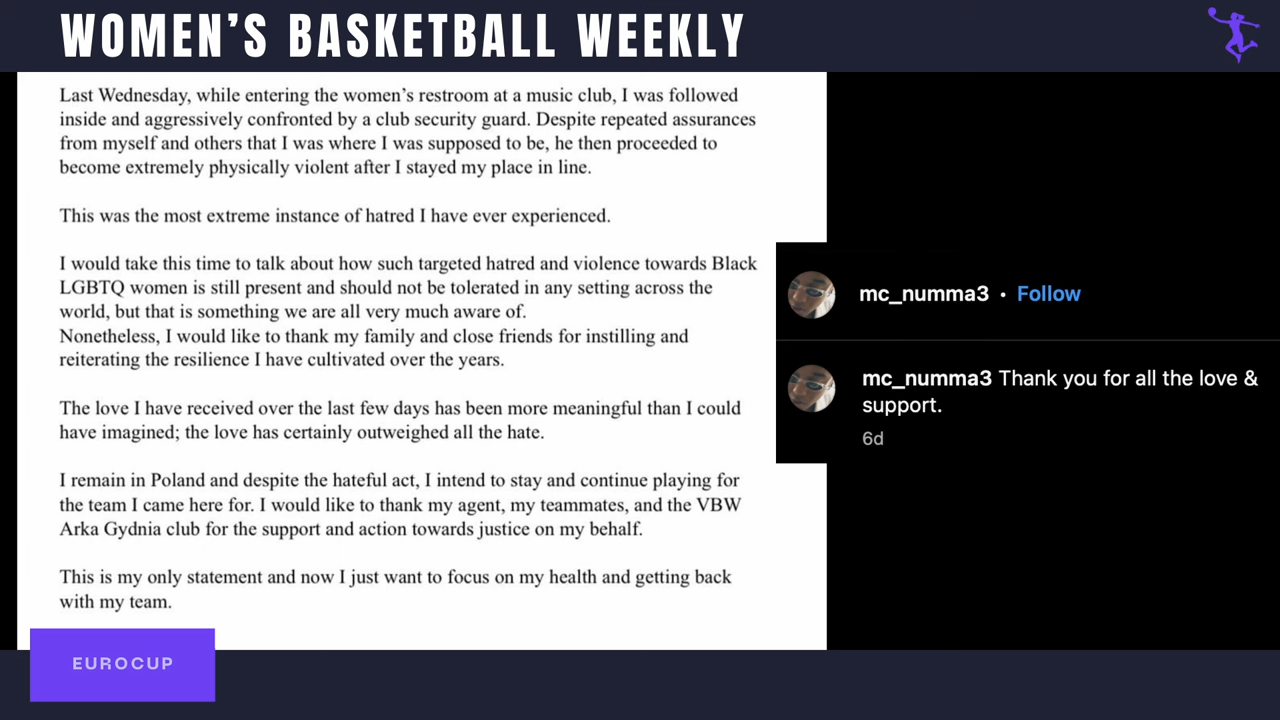 WOMEN’S BASKETBALL WEEKLY
Last Wednesday, while entering the women’s restroom at a music club, I was followed
inside and aggressively confronted by a club security guard. Despite repeated assurances
from myself and others that I was where I was supposed to be, he then proceeded to
become extremely physically violent after I stayed my place in line.
This was the most extreme instance of hatred I have ever experienced.
I would take this time to talk about how such targeted hatred and violence towards Black
LGBTQ women is still present and should not be tolerated in any setting across the
world, but that is something we are all very much aware of.
Nonetheless, I would like to thank my family and close friends for instilling and
reiterating the resilience I have cultivated over the years.
The love I have received over the last few days has been more meaningful than I could
have imagined; the love has certainly outweighed all the hate.
I remain in Poland and despite the hateful act, I intend to stay and continue playing for
the team I came here for. I would like to thank my agent, my teammates, and the VBW
Arka Gydnia club for the support and action towards justice on my behalf.
This is my only statement and now I just want to focus on my health and getting back
with my team.
mc_numma3 • Follow
mc_numma3 Thank you for all the love &
support.
6d
EUROCUP